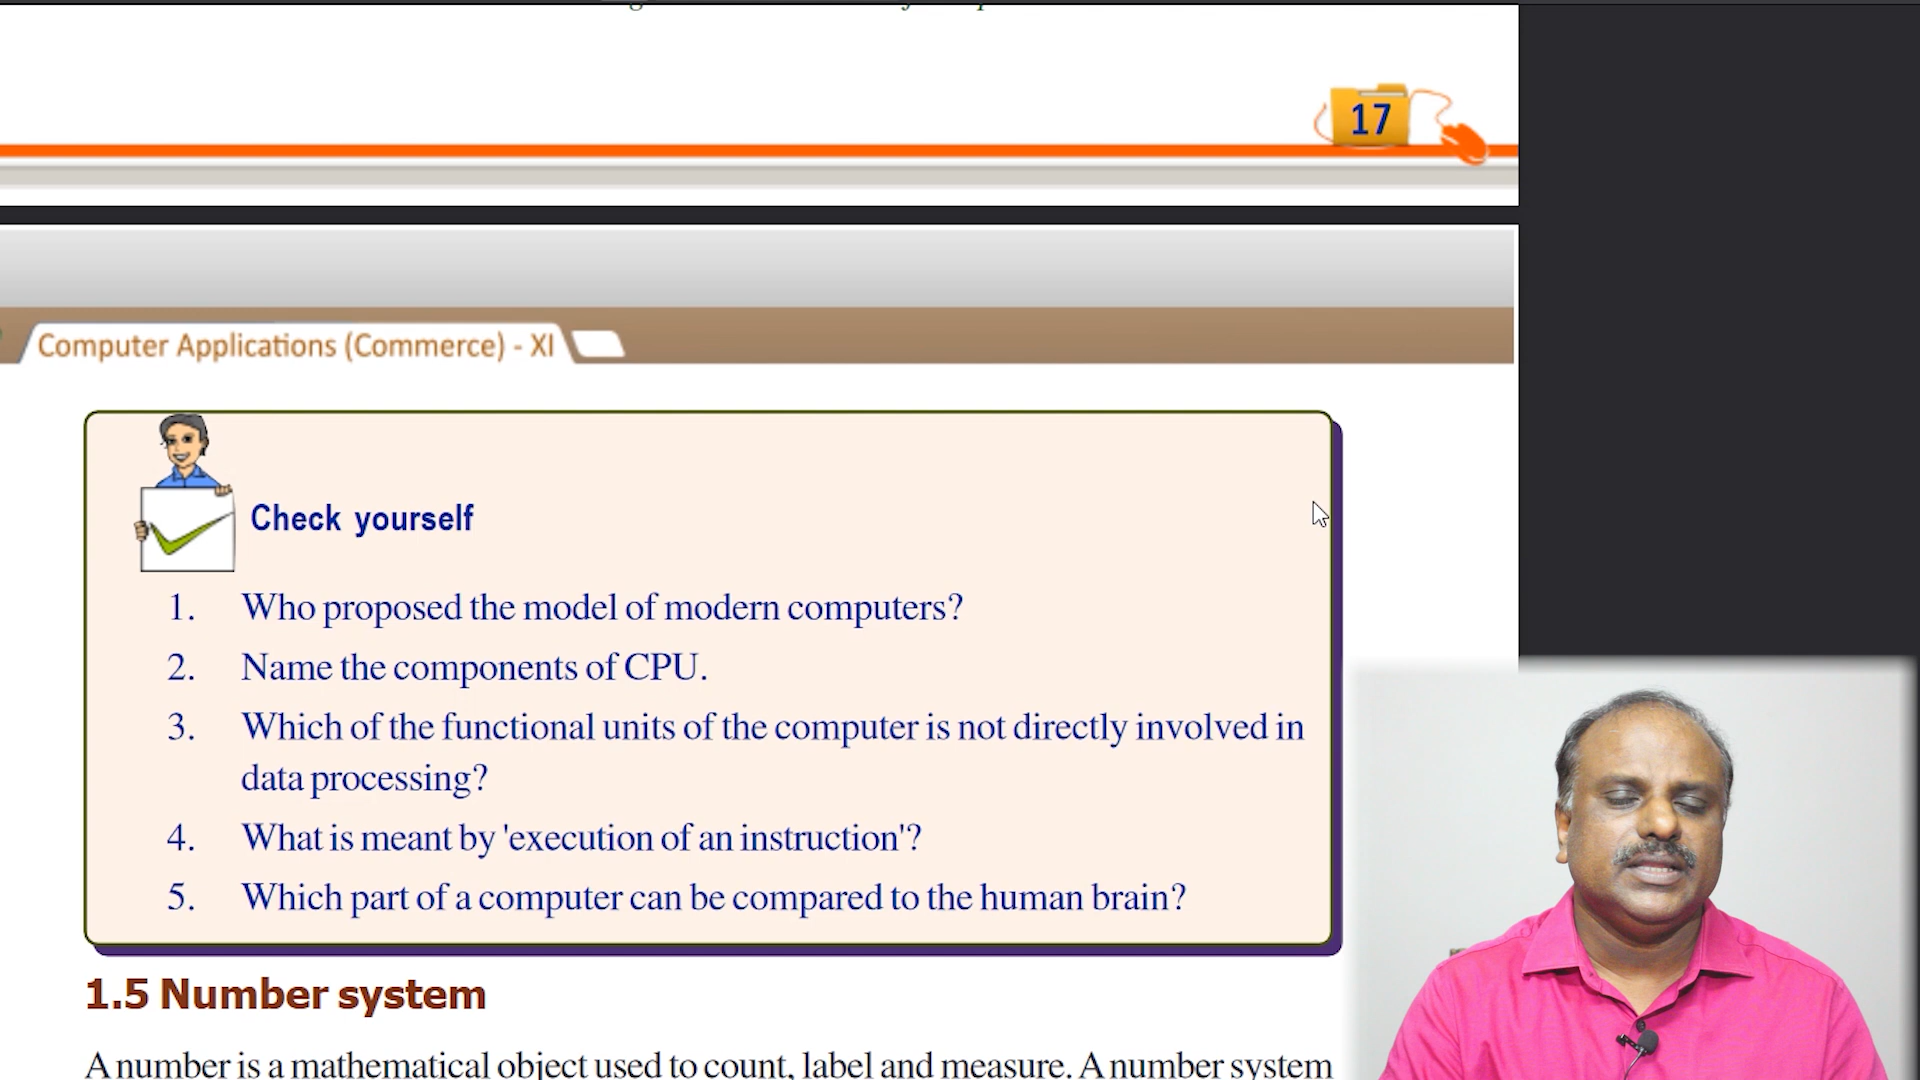 17
Computer Applications (Commerce) - XI
Check yourself
1. Who proposed the model of modern computers?
2. Name the components of CPU.
3. Which of the functional units of the computer is not directly involved in
data processing?
4. What is meant by 'execution of an instruction'?
5. Which part of a computer can be compared to the human brain?
1.5 Number system
A number is a mathematical object used to count, label and measure. A number system